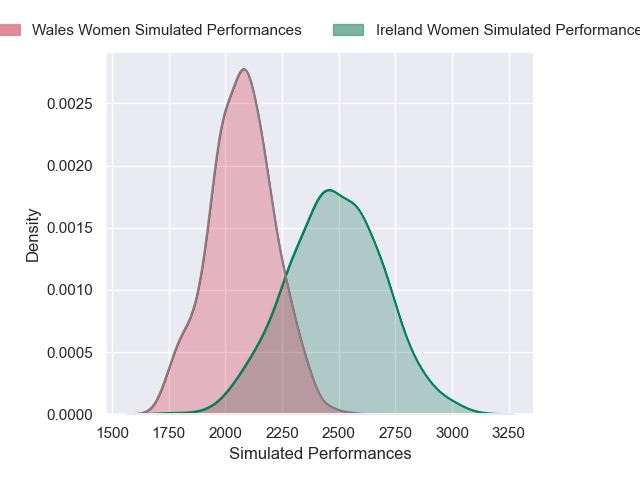 Wales Women Simulated Performances Ireland Women Simulated Performance
0.0025
0.0020
0.0015
0.0010
0.0005
0.0000
Density
1500 1750 2000 2250 2500 2750 3000 3250
Simulated Performances